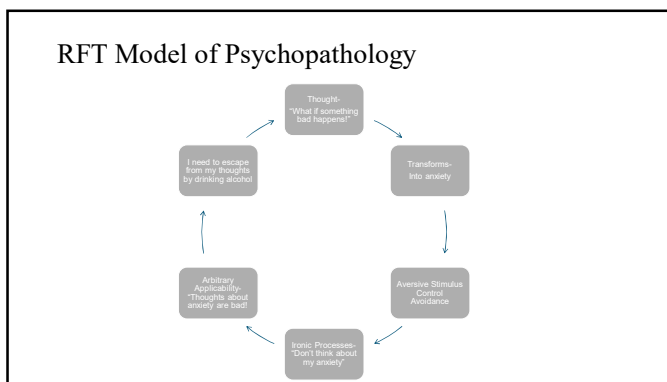 RFT Model of Psychopathology
Thought-
"What if something
bad happens!"
Transforms-
Into anxiety
Aversive Stimulus
Control
Avoidance
Ironic Processes-
"Don't think about
my anxiety"
Arbitrary
Applicability-
"Thoughts about
anxiety are bad!
I need to escape
from my thoughts
by drinking alcohol